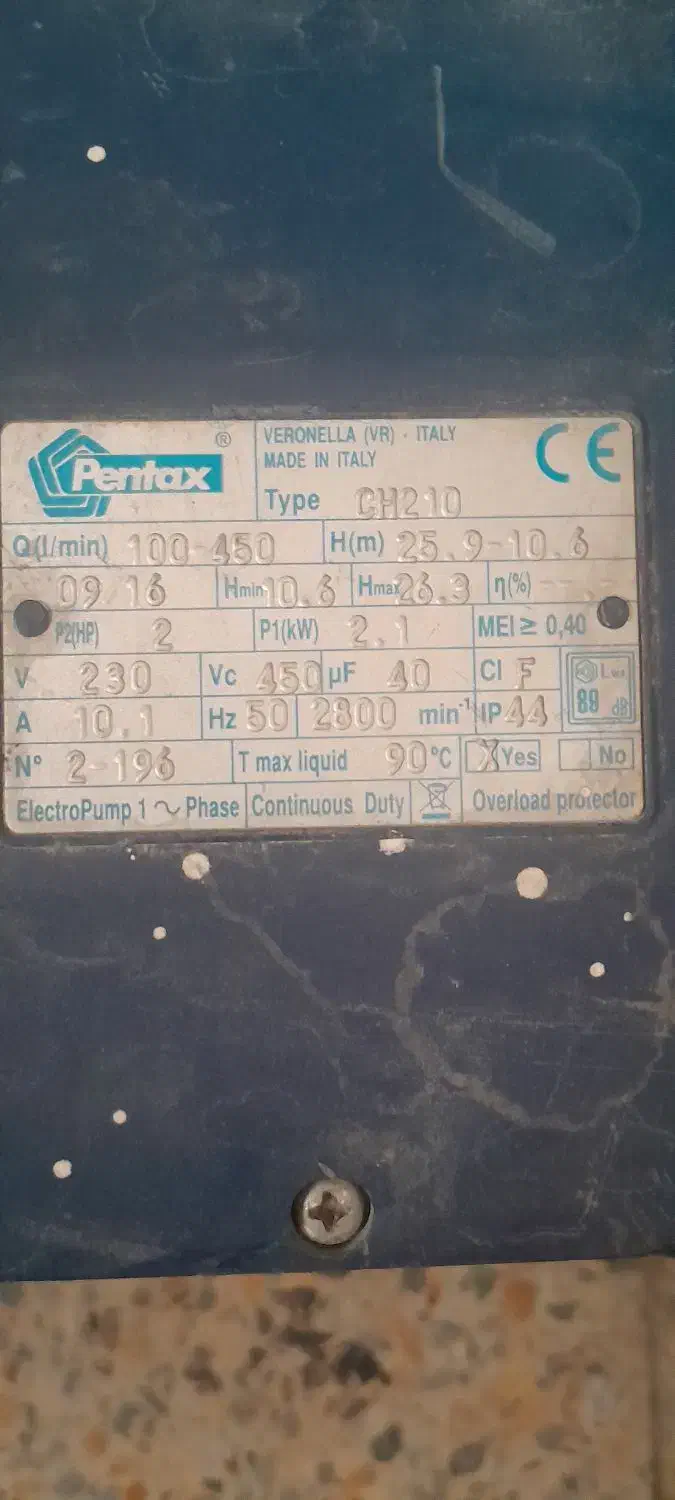 Pentax ®
VERONELLA (VR) - ITALY
MADE IN ITALY
CE
Type CH210
Q(l/min) 100-450 H(m) 25.9-10.6
09/16 Hmin 10.6 Hmax 26.3 η(%) --.-
P2(HP) 2 P1(kW) 2.1 MEI ≥ 0,40
V 230 Vc 450 µF 40 Cl F
A 10.1 Hz 50 2800 min-1 IP 44 89 dB
N° 2-196 T max liquid 90°C X Yes No
ElectroPump 1 ~ Phase Continuous Duty Overload protector